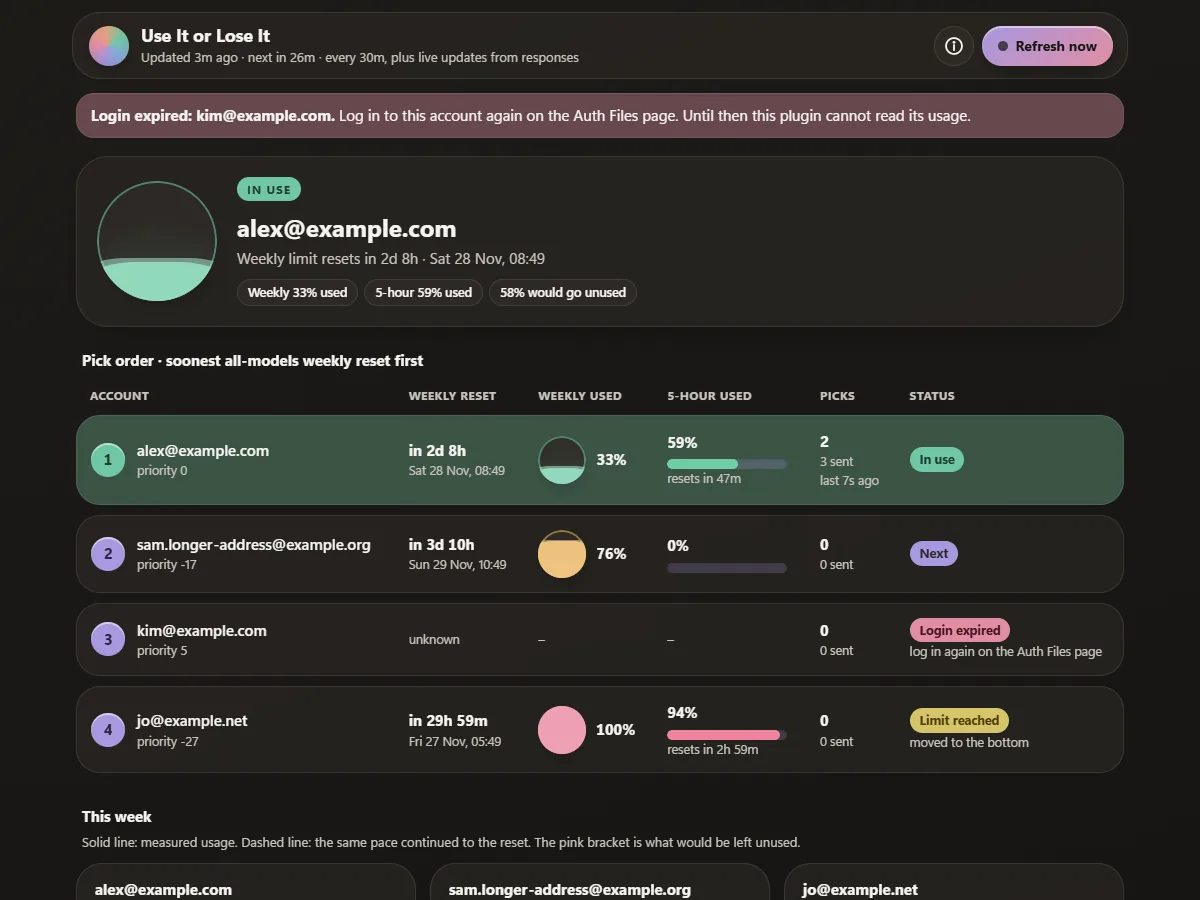 Use It or Lose It
Updated 3m ago · next in 26m · every 30m, plus live updates from responses
Refresh now
Login expired: kim@example.com. Log in to this account again on the Auth Files page. Until then this plugin cannot read its usage.
IN USE
alex@example.com
Weekly limit resets in 2d 8h · Sat 28 Nov, 08:49
Weekly 33% used
5-hour 59% used
58% would go unused
Pick order · soonest all-models weekly reset first
ACCOUNT WEEKLY RESET WEEKLY USED 5-HOUR USED PICKS STATUS
1
alex@example.com
priority 0
in 2d 8h
Sat 28 Nov, 08:49
33%
59%
resets in 47m
2
3 sent
last 7s ago
In use
2
sam.longer-address@example.org
priority -17
in 3d 10h
Sun 29 Nov, 10:49
76%
0%
0
0 sent
Next
3
kim@example.com
priority 5
unknown
–
–
0
0 sent
Login expired
log in again on the Auth Files page
4
jo@example.net
priority -27
in 29h 59m
Fri 27 Nov, 05:49
100%
94%
resets in 2h 59m
0
0 sent
Limit reached
moved to the bottom
This week
Solid line: measured usage. Dashed line: the same pace continued to the reset. The pink bracket is what would be left unused.
alex@example.com
sam.longer-address@example.org
jo@example.net